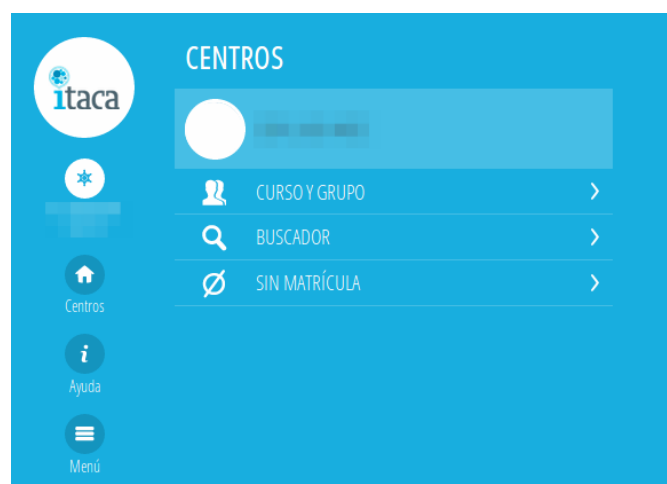 itaca
CENTROS
CURSO Y GRUPO
BUSCADOR
SIN MATRÍCULA
Centros
Ayuda
Menú